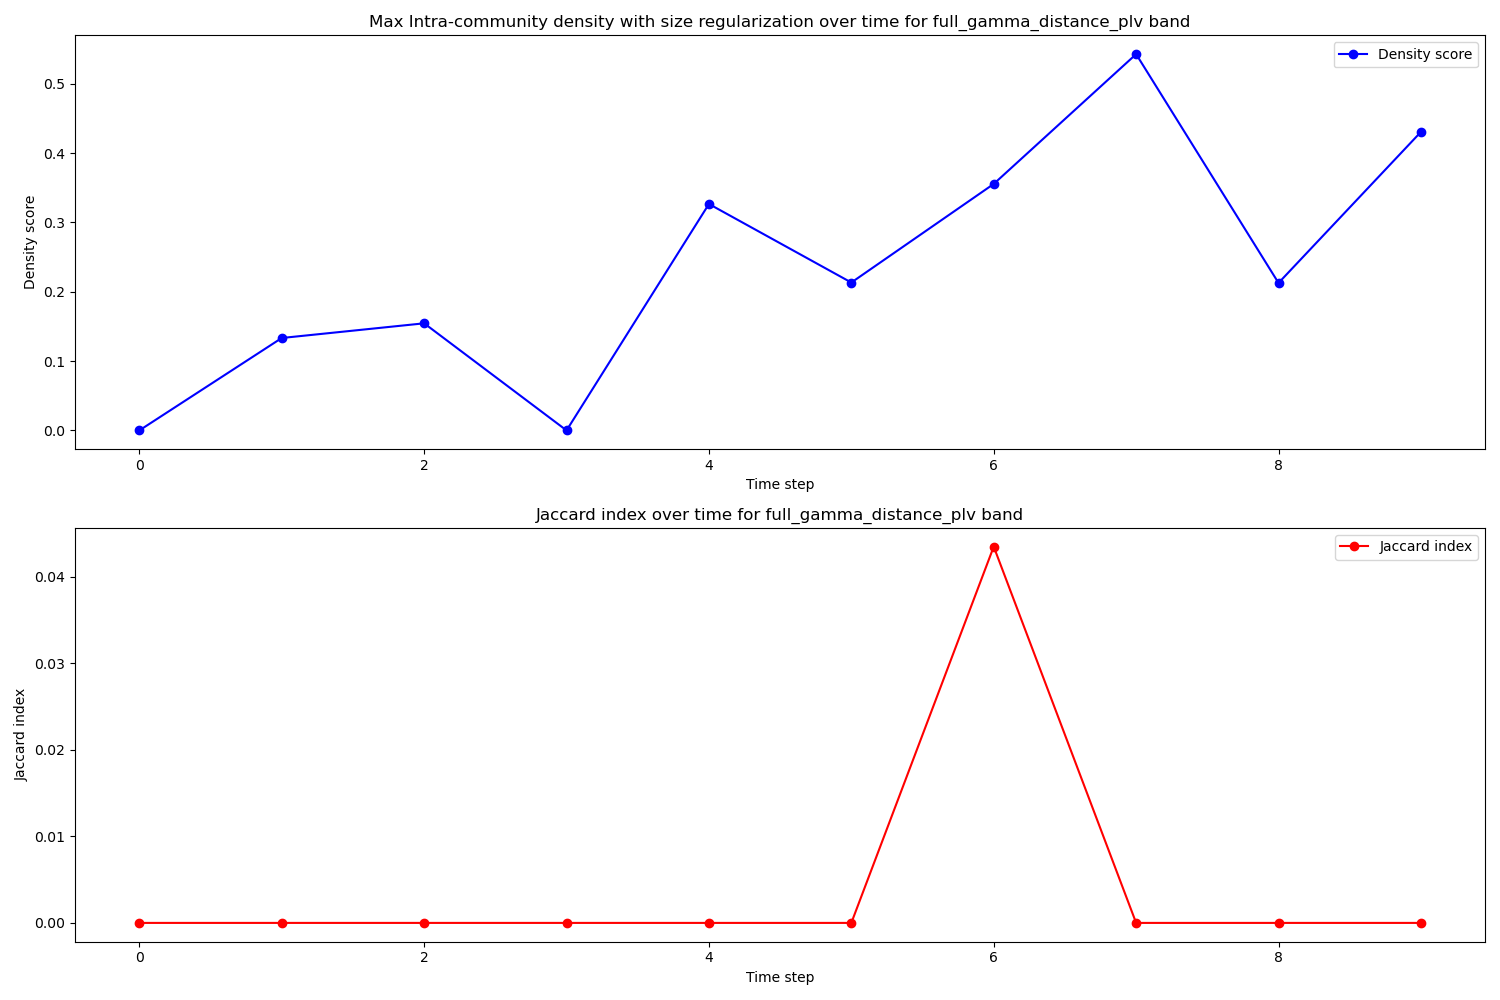 Max Intra-community density with size regularization over time for full_gamma_distance_plv band
Density score
0.5
0.4
0.3
0.2
0.1
0.0
Density score
0
2
4
6
8
Time step
Jaccard index over time for full_gamma_distance_plv band
Jaccard index
0.04
0.03
0.02
0.01
0.00
Jaccard index
0
2
4
6
8
Time step